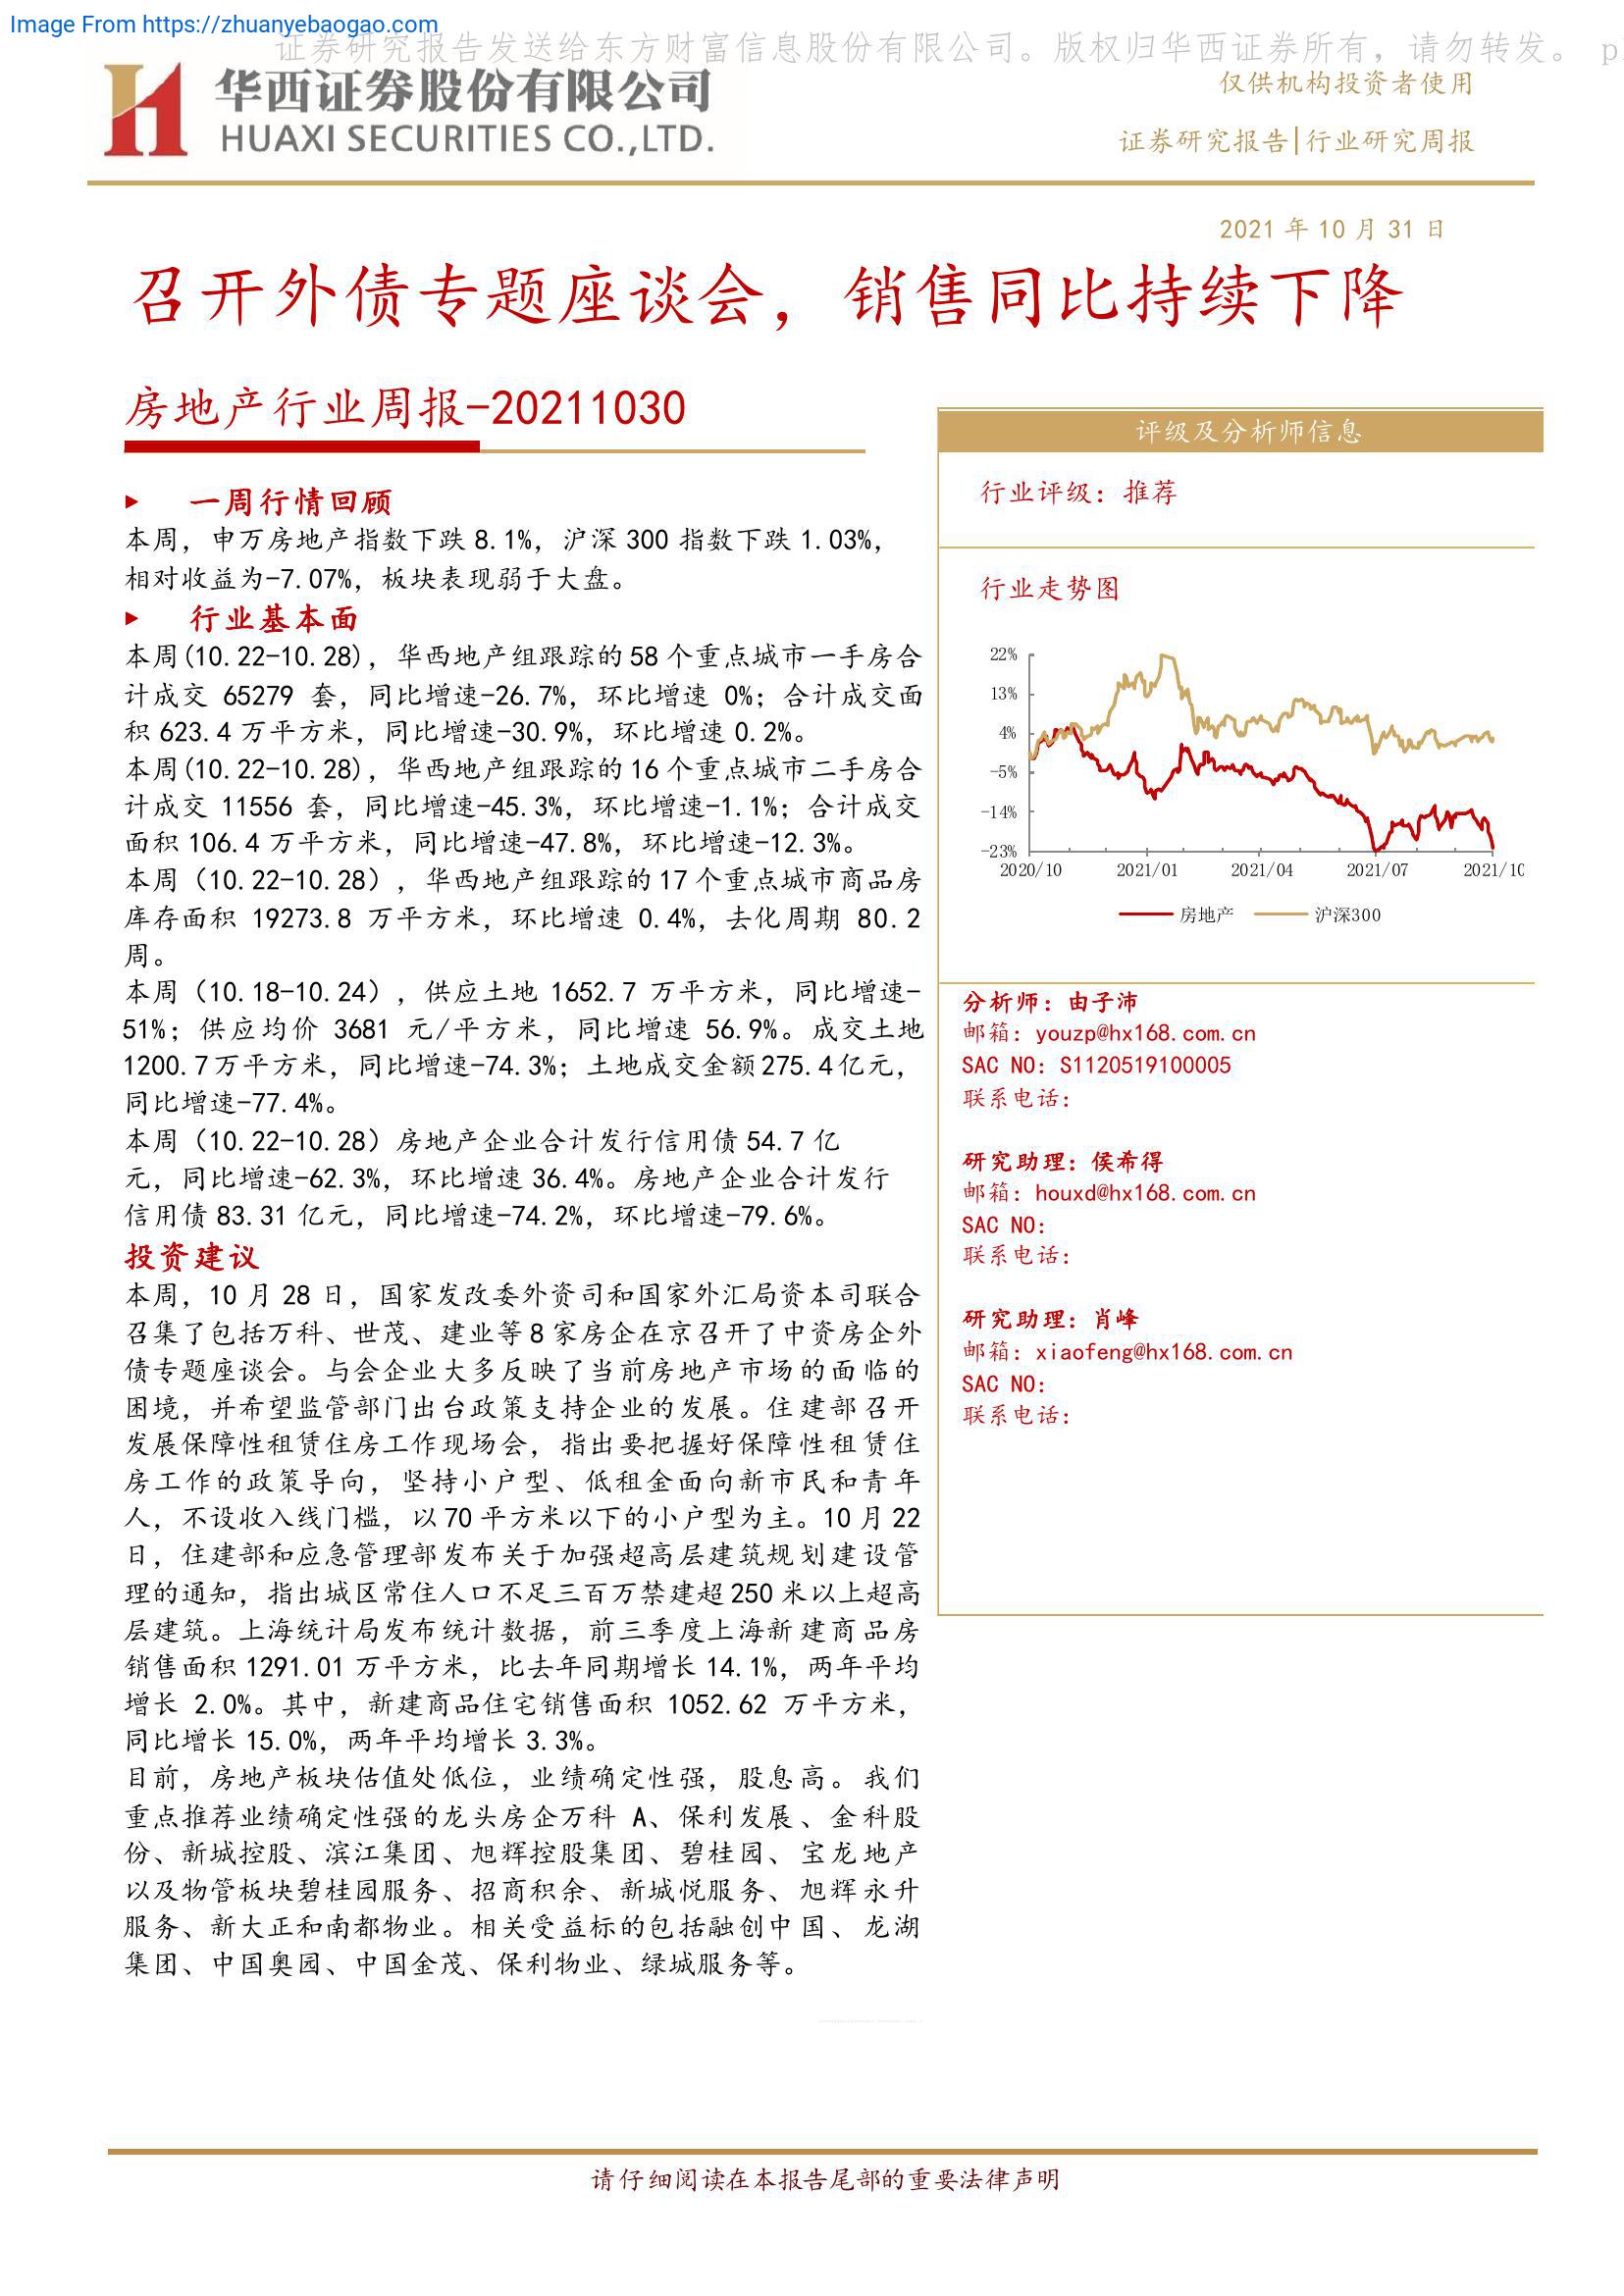 Image From https://zhuanyebaogao.com
证券研究报告发送给东方财富信息股份有限公司。版权归华西证券所有，请勿转发。 p
华西证券股份有限公司
HUAXI SECURITIES CO.,LTD.
仅供机构投资者使用
证券研究报告|行业研究周报
2021 年 10 月 31 日
召开外债专题座谈会，销售同比持续下降
房地产行业周报-20211030
一周行情回顾
本周，申万房地产指数下跌 8.1%，沪深 300 指数下跌 1.03%，
相对收益为-7.07%，板块表现弱于大盘。
行业基本面
本周(10.22-10.28)，华西地产组跟踪的 58 个重点城市一手房合
计成交 65279 套，同比增速-26.7%，环比增速 0%；合计成交面
积 623.4 万平方米，同比增速-30.9%，环比增速 0.2%。
本周(10.22-10.28)，华西地产组跟踪的 16 个重点城市二手房合
计成交 11556 套，同比增速-45.3%，环比增速-1.1%；合计成交
面积 106.4 万平方米，同比增速-47.8%，环比增速-12.3%。
本周（10.22-10.28），华西地产组跟踪的 17 个重点城市商品房
库存面积 19273.8 万平方米，环比增速 0.4%，去化周期 80.2
周。
本周（10.18-10.24），供应土地 1652.7 万平方米，同比增速-
51%；供应均价 3681 元/平方米，同比增速 56.9%。成交土地
1200.7 万平方米，同比增速-74.3%；土地成交金额 275.4 亿元，
同比增速-77.4%。
本周（10.22-10.28）房地产企业合计发行信用债 54.7 亿
元，同比增速-62.3%，环比增速 36.4%。房地产企业合计发行
信用债 83.31 亿元，同比增速-74.2%，环比增速-79.6%。
投资建议
本周，10 月 28 日，国家发改委外资司和国家外汇局资本司联合
召集了包括万科、世茂、建业等 8 家房企在京召开了中资房企外
债专题座谈会。与会企业大多反映了当前房地产市场的面临的
困境，并希望监管部门出台政策支持企业的发展。住建部召开
发展保障性租赁住房工作现场会，指出要把握好保障性租赁住
房工作的政策导向，坚持小户型、低租金面向新市民和青年
人，不设收入线门槛，以 70 平方米以下的小户型为主。10 月 22
日，住建部和应急管理部发布关于加强超高层建筑规划建设管
理的通知，指出城区常住人口不足三百万禁建超 250 米以上超高
层建筑。上海统计局发布统计数据，前三季度上海新建商品房
销售面积 1291.01 万平方米，比去年同期增长 14.1%，两年平均
增长 2.0%。其中，新建商品住宅销售面积 1052.62 万平方米，
同比增长 15.0%，两年平均增长 3.3%。
目前，房地产板块估值处低位，业绩确定性强，股息高。我们
重点推荐业绩确定性强的龙头房企万科 A、保利发展、金科股
份、新城控股、滨江集团、旭辉控股集团、碧桂园、宝龙地产
以及物管板块碧桂园服务、招商积余、新城悦服务、旭辉永升
服务、新大正和南都物业。相关受益标的包括融创中国、龙湖
集团、中国奥园、中国金茂、保利物业、绿城服务等。
评级及分析师信息
行业评级：推荐
行业走势图
22%
13%
4%
-5%
-14%
-23%
2020/10 2021/01 2021/04 2021/07 2021/10
房地产 沪深300
分析师：由子沛
邮箱：youzp@hx168.com.cn
SAC NO：S1120519100005
联系电话：
研究助理：侯希得
邮箱：houxd@hx168.com.cn
SAC NO：
联系电话：
研究助理：肖峰
邮箱：xiaofeng@hx168.com.cn
SAC NO：
联系电话：
请仔细阅读在本报告尾部的重要法律声明